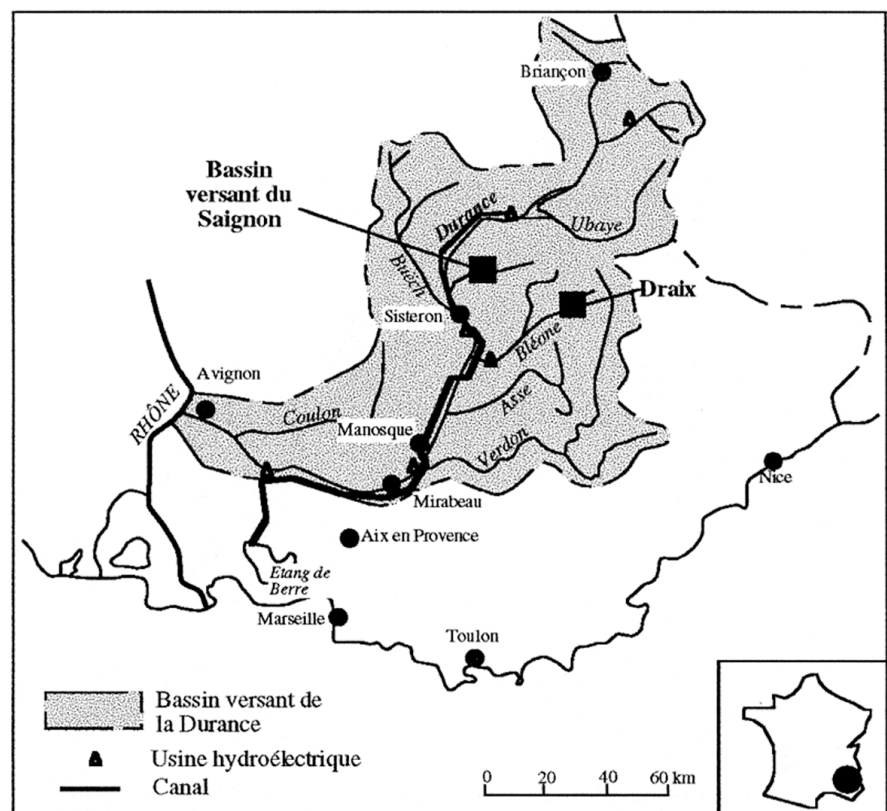 Briançon
Bassin
versant du
Saignon
Durance
Ubaye
Buëch
Draix
Sisteron
Bléone
Avignon
RHÔNE
Coulon
Asse
Manosque
Verdon
Nice
Mirabeau
Aix en Provence
Etang de
Berre
Marseille
Toulon
Bassin versant de
la Durance
Usine hydroélectrique
Canal
0 20 40 60 km